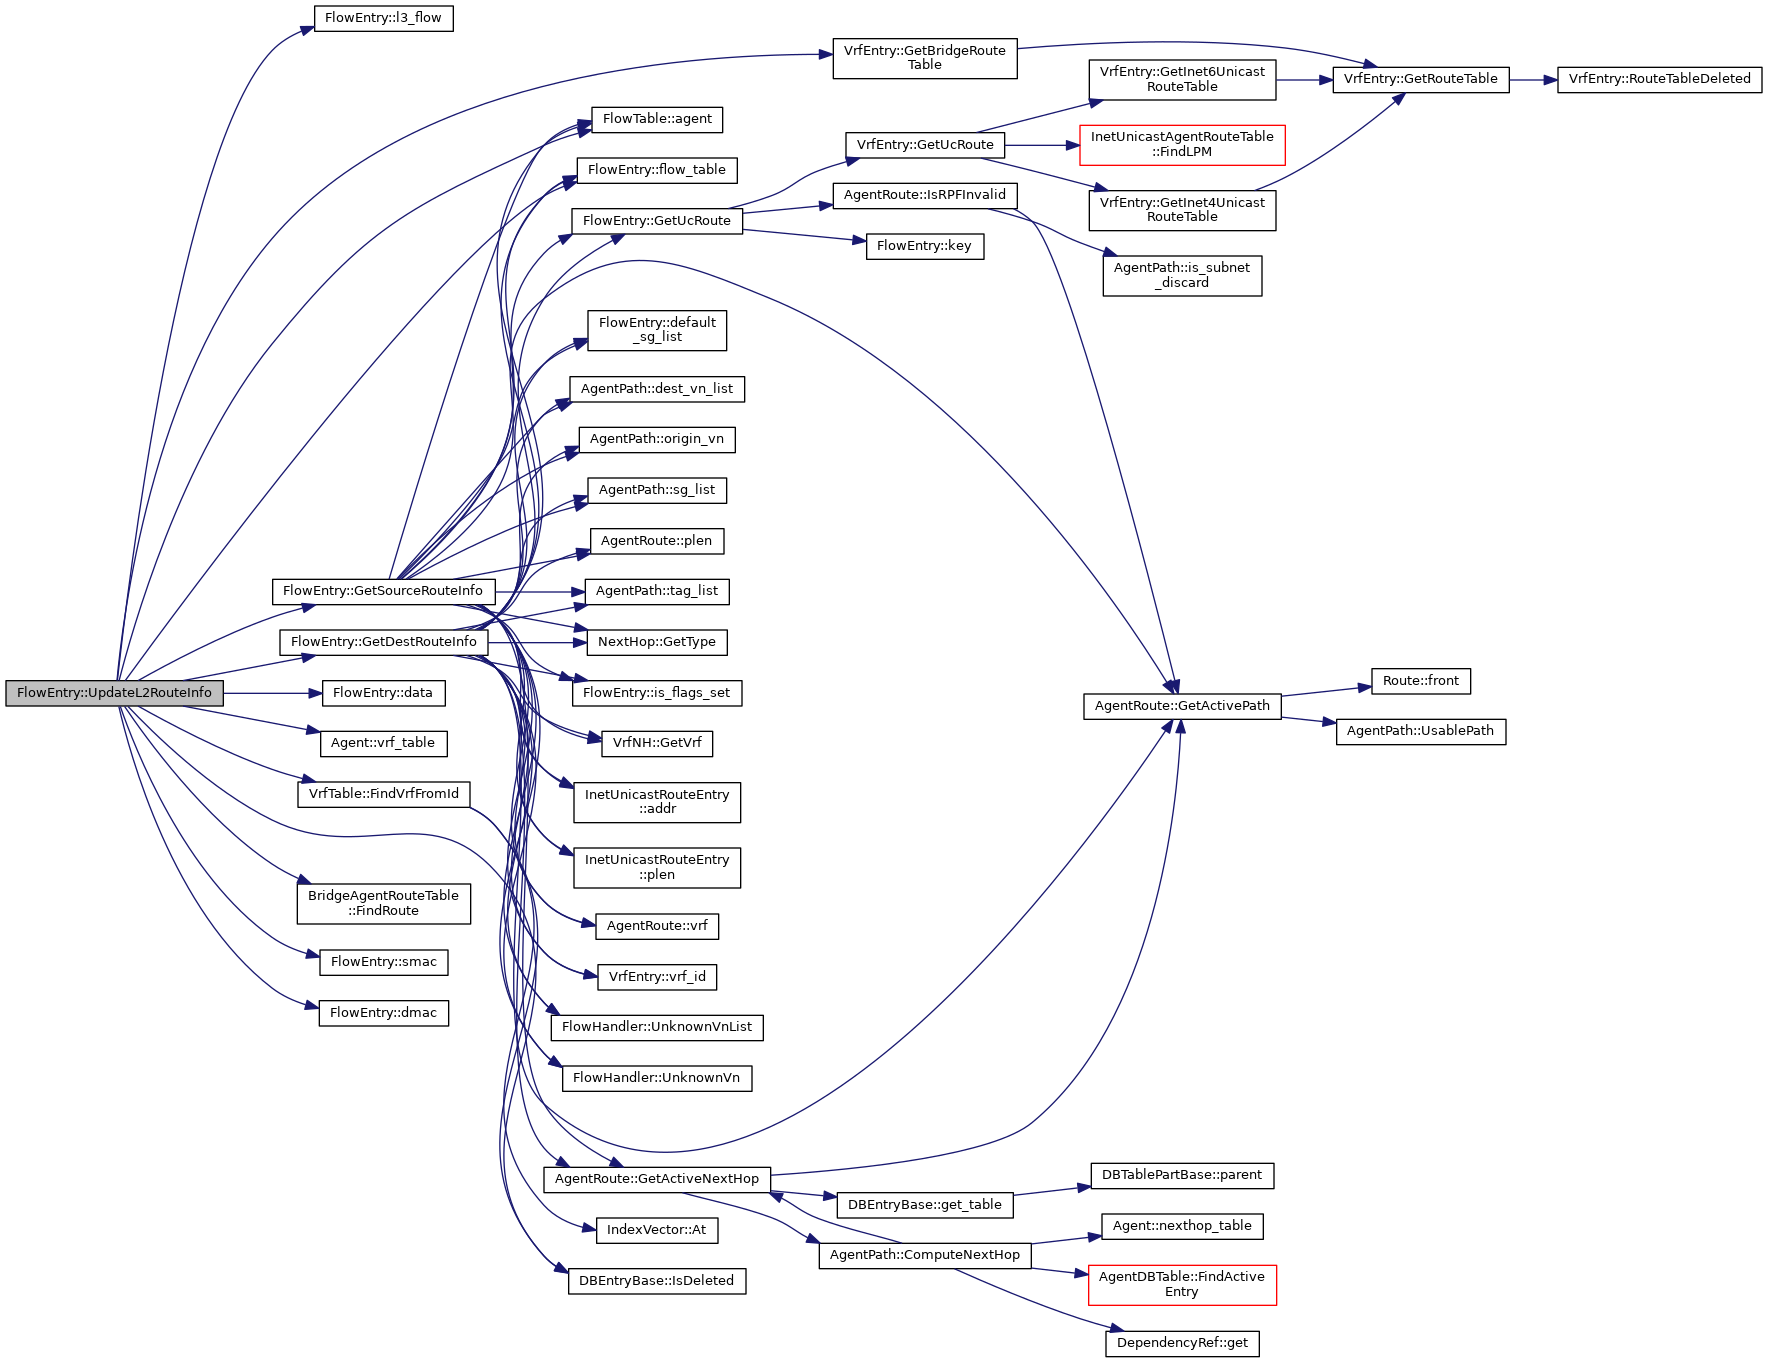 FlowEntry::l3_flow
VrfEntry::GetBridgeRoute
Table
VrfEntry::GetInet6Unicast
RouteTable
VrfEntry::GetRouteTable
VrfEntry::RouteTableDeleted
FlowTable::agent
VrfEntry::GetUcRoute
InetUnicastAgentRouteTable
::FindLPM
FlowEntry::flow_table
AgentRoute::IsRPFInvalid
VrfEntry::GetInet4Unicast
RouteTable
FlowEntry::GetUcRoute
FlowEntry::key
AgentPath::is_subnet
_discard
FlowEntry::default
_sg_list
AgentPath::dest_vn_list
AgentPath::origin_vn
AgentPath::sg_list
AgentRoute::plen
FlowEntry::GetSourceRouteInfo
AgentPath::tag_list
FlowEntry::GetDestRouteInfo
NextHop::GetType
FlowEntry::UpdateL2RouteInfo
FlowEntry::data
FlowEntry::is_flags_set
AgentRoute::GetActivePath
Route::front
AgentPath::UsablePath
Agent::vrf_table
VrfNH::GetVrf
VrfTable::FindVrfFromId
InetUnicastRouteEntry
::addr
InetUnicastRouteEntry
::plen
BridgeAgentRouteTable
::FindRoute
AgentRoute::vrf
FlowEntry::smac
VrfEntry::vrf_id
FlowEntry::dmac
FlowHandler::UnknownVnList
FlowHandler::UnknownVn
AgentRoute::GetActiveNextHop
DBEntryBase::get_table
DBTablePartBase::parent
IndexVector::At
AgentPath::ComputeNextHop
Agent::nexthop_table
DBEntryBase::IsDeleted
AgentDBTable::FindActive
Entry
DependencyRef::get